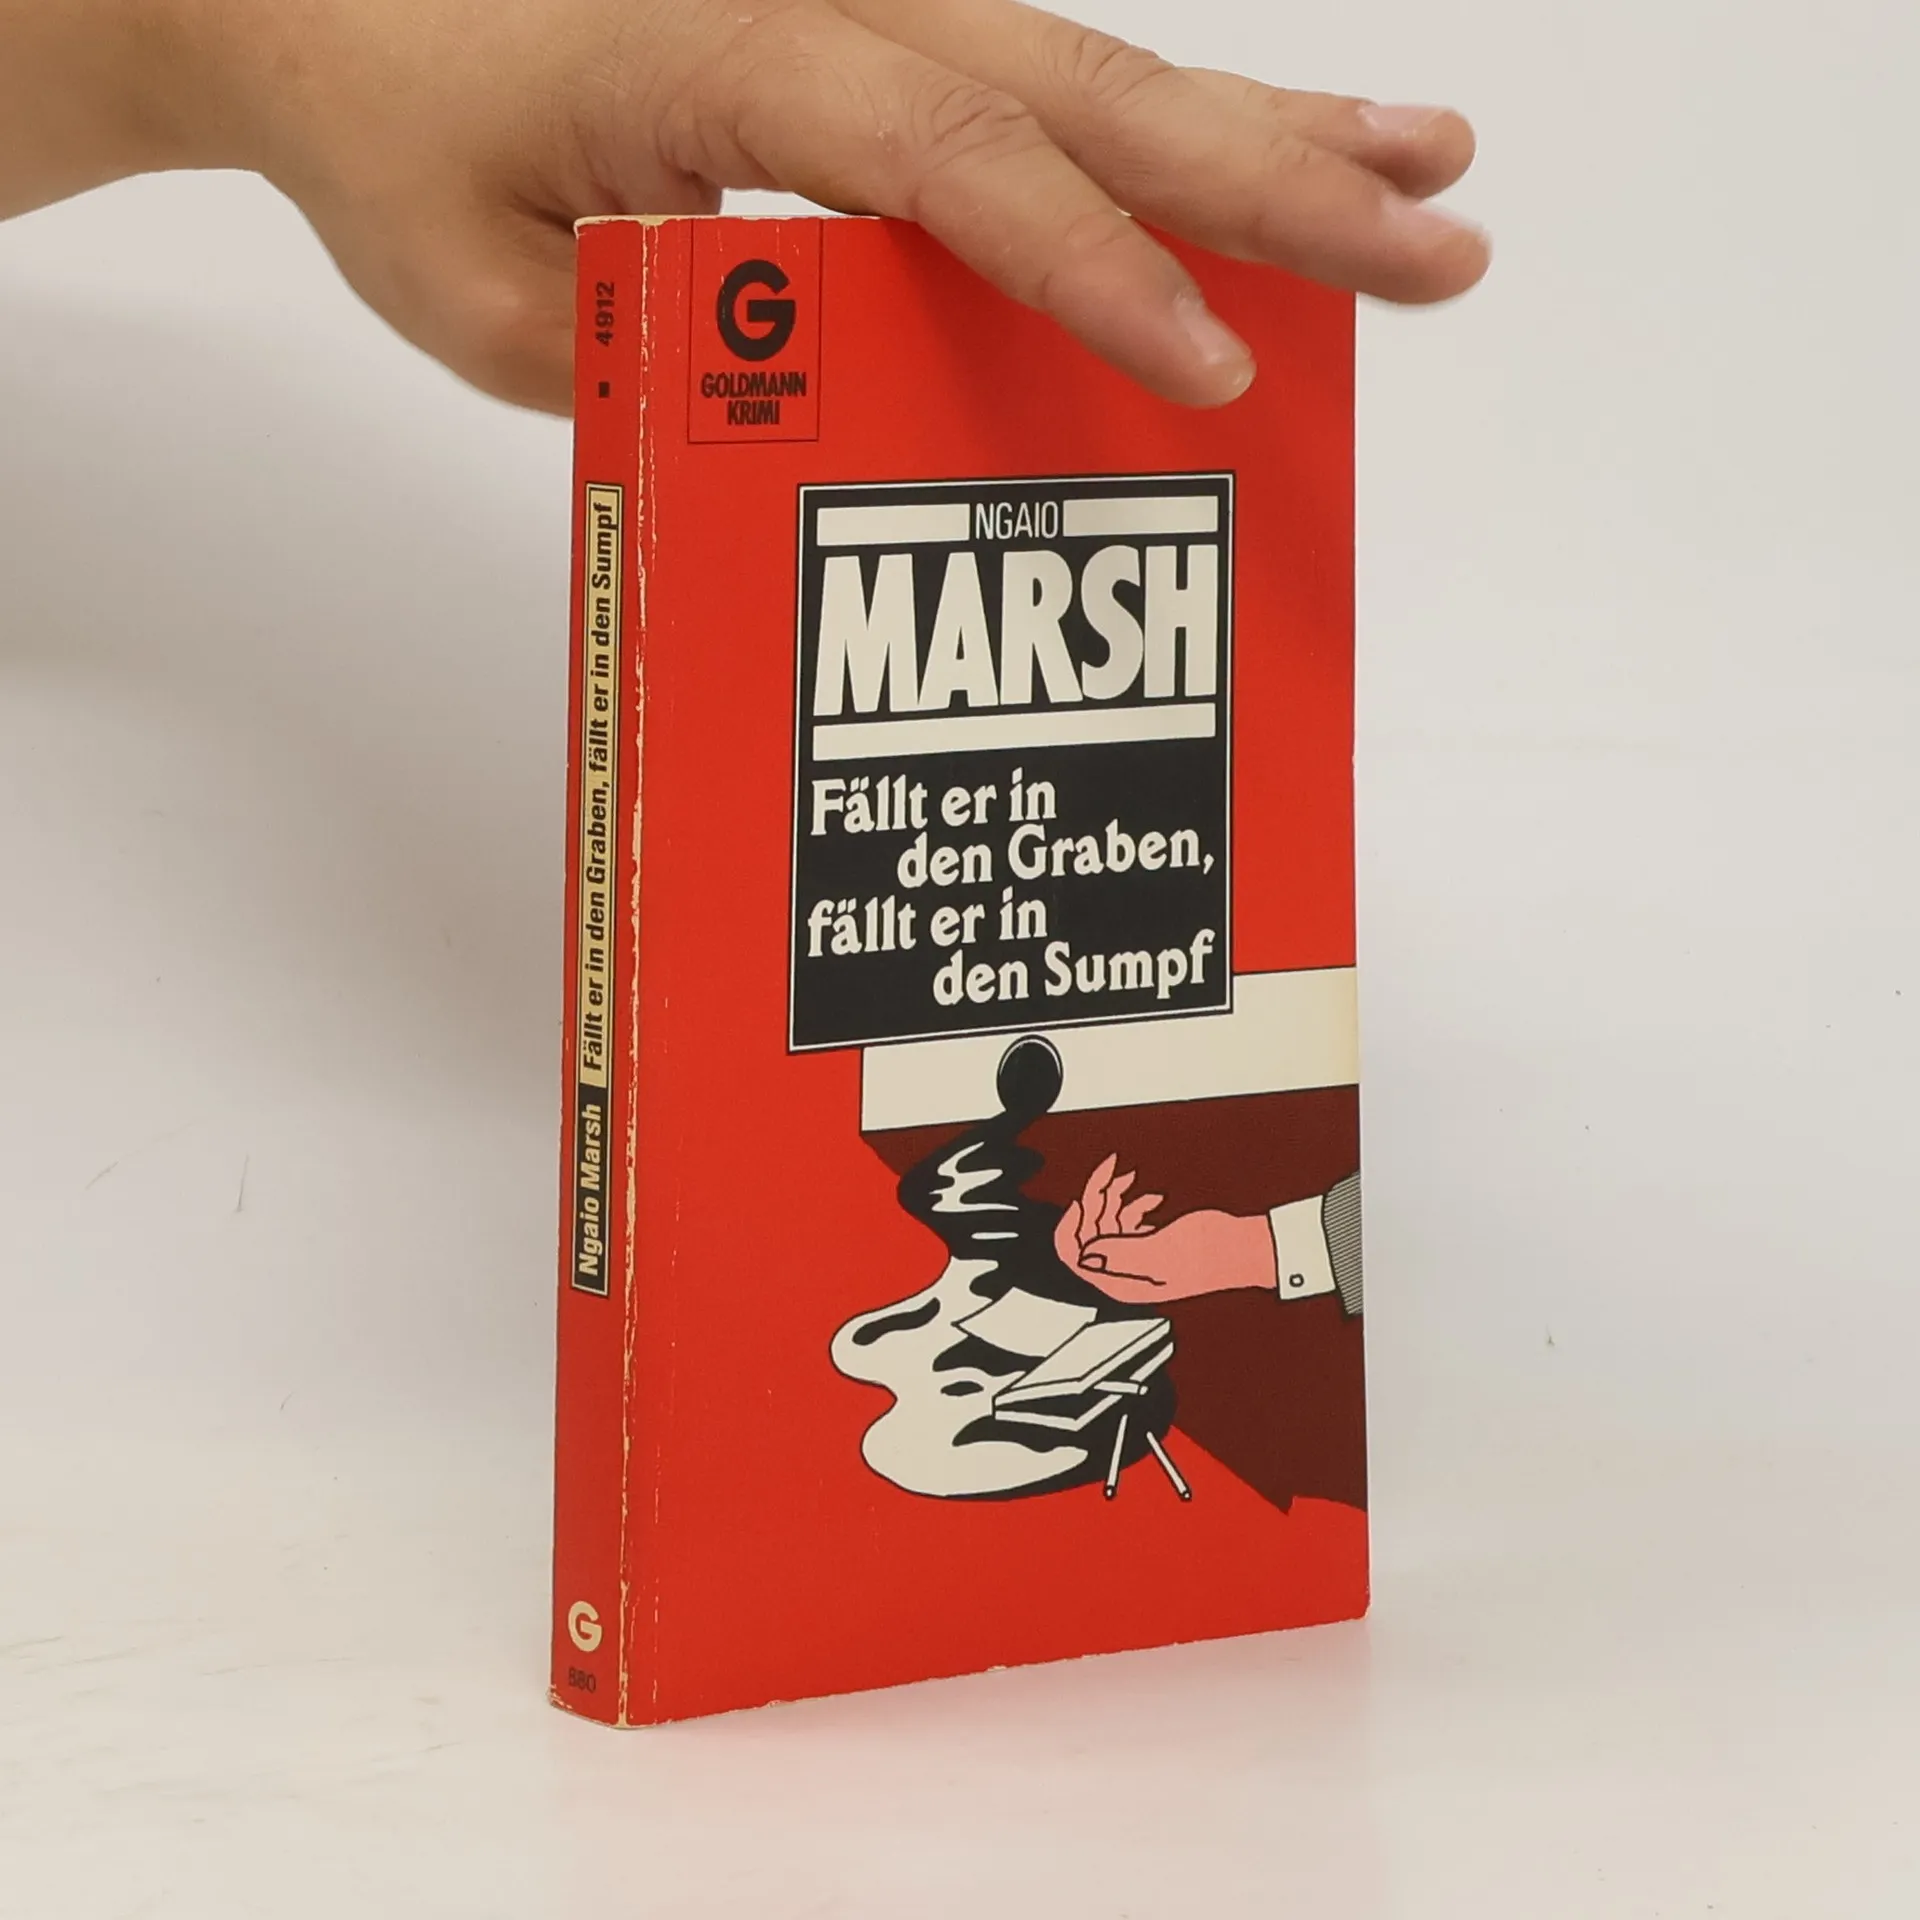 4912
Ngaio Marsh Fällt er in den Graben, fällt er in den Sumpf
G
880
G
GOLDMANN
KRIMI
NGAIO
MARSH
Fällt er in
den Graben,
fällt er in
den Sumpf